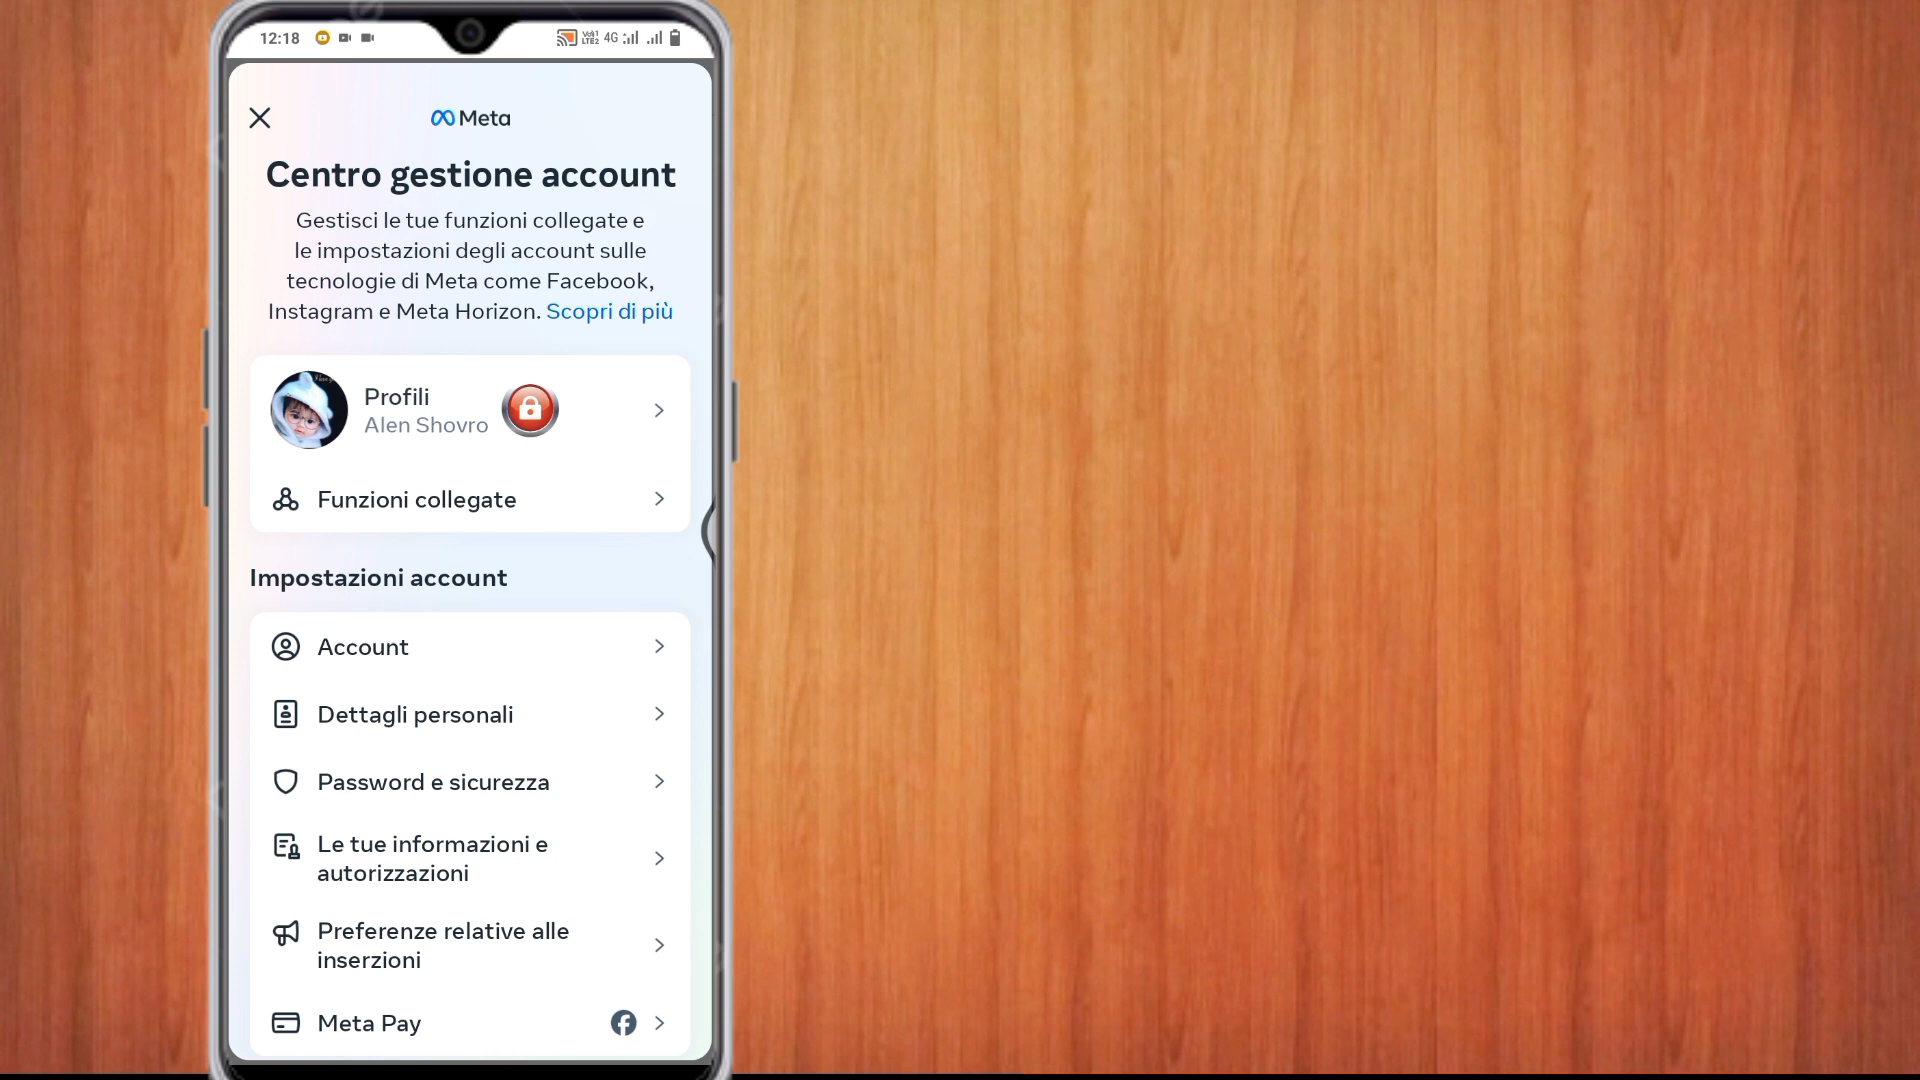 12:18
4G
Meta
Centro gestione account
Gestisci le tue funzioni collegate e
le impostazioni degli account sulle
tecnologie di Meta come Facebook,
Instagram e Meta Horizon. Scopri di più
Profili
Alen Shovro
Funzioni collegate
Impostazioni account
Account
Dettagli personali
Password e sicurezza
Le tue informazioni e
autorizzazioni
Preferenze relative alle
inserzioni
Meta Pay